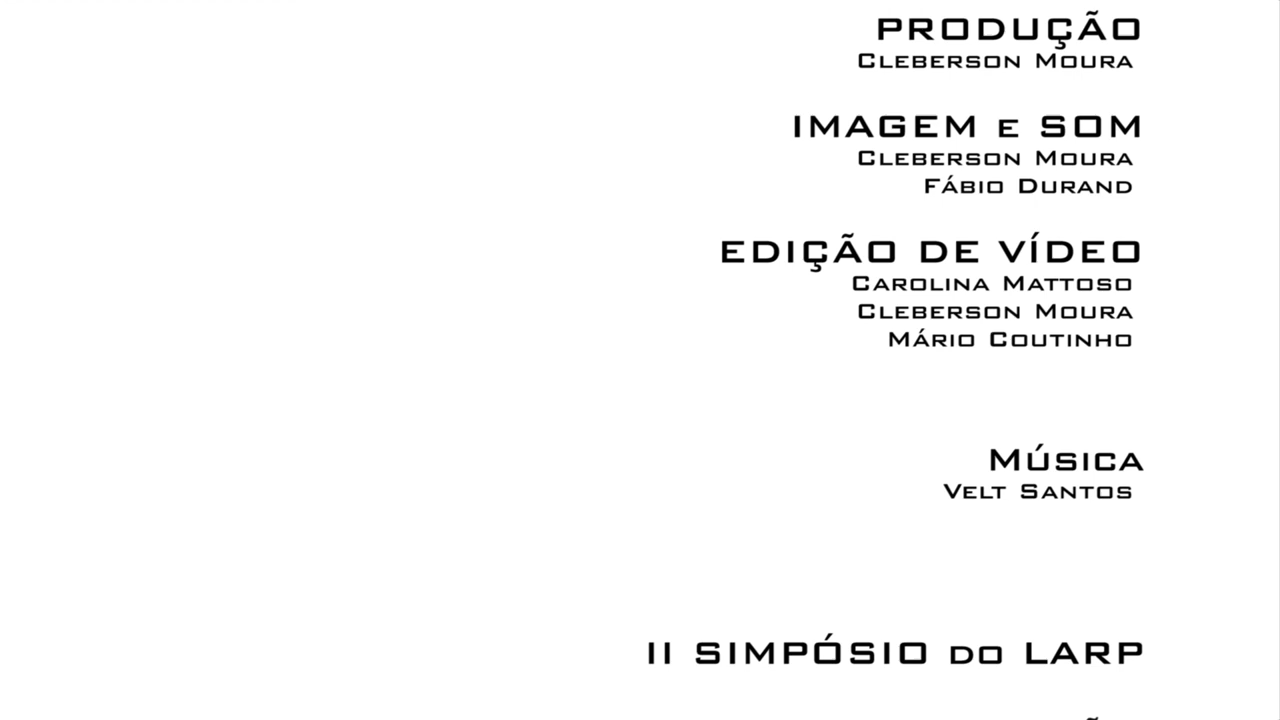 PRODUÇÃO
Cleberson Moura
IMAGEM E SOM
Cleberson Moura
Fábio Durand
EDIÇÃO DE VÍDEO
Carolina Mattoso
Cleberson Moura
Mário Coutinho
Música
Velt Santos
II SIMPÓSIO DO LARP